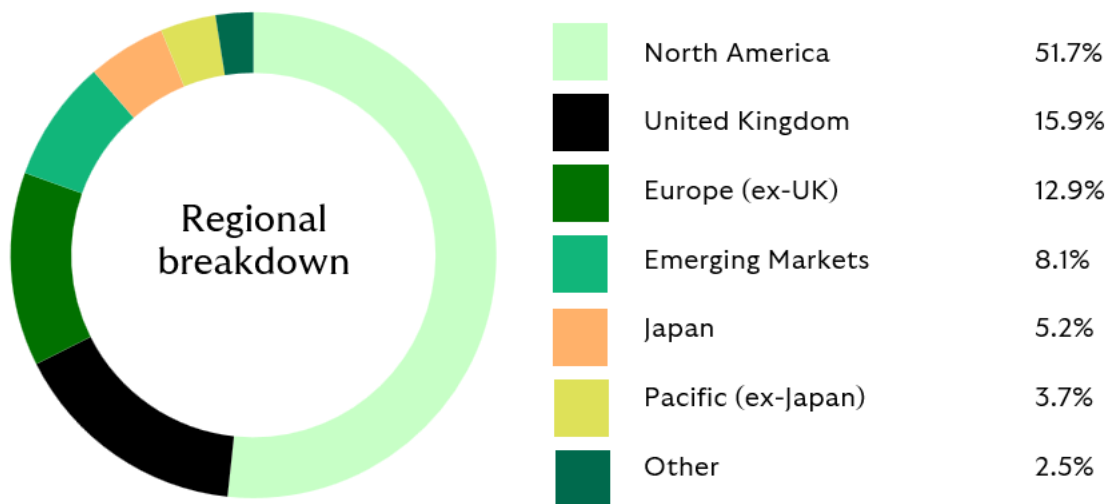 Regional
breakdown
North America 51.7%
United Kingdom 15.9%
Europe (ex-UK) 12.9%
Emerging Markets 8.1%
Japan 5.2%
Pacific (ex-Japan) 3.7%
Other 2.5%